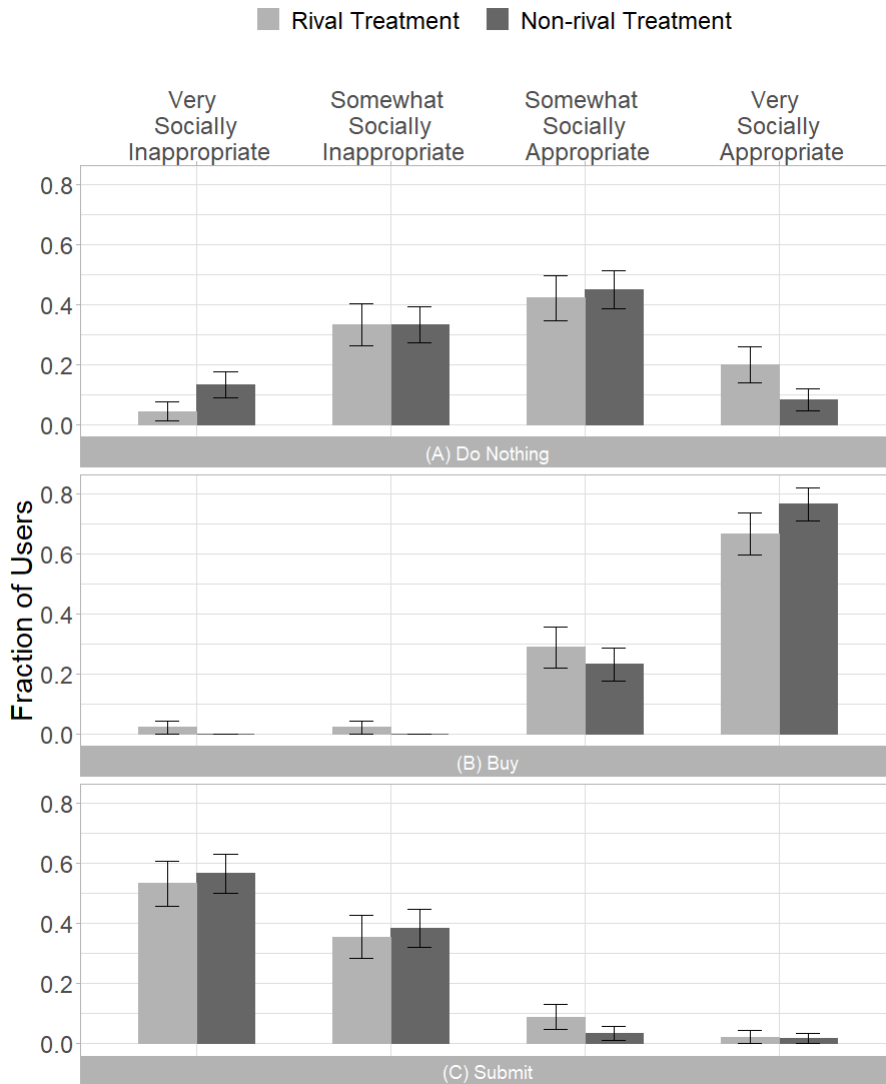 Rival Treatment Non-rival Treatment
Very Socially Inappropriate
Somewhat Socially Inappropriate
Somewhat Socially Appropriate
Very Socially Appropriate
Fraction of Users
0.8
0.6
0.4
0.2
0.0
(A) Do Nothing
0.8
0.6
0.4
0.2
0.0
(B) Buy
0.8
0.6
0.4
0.2
0.0
(C) Submit